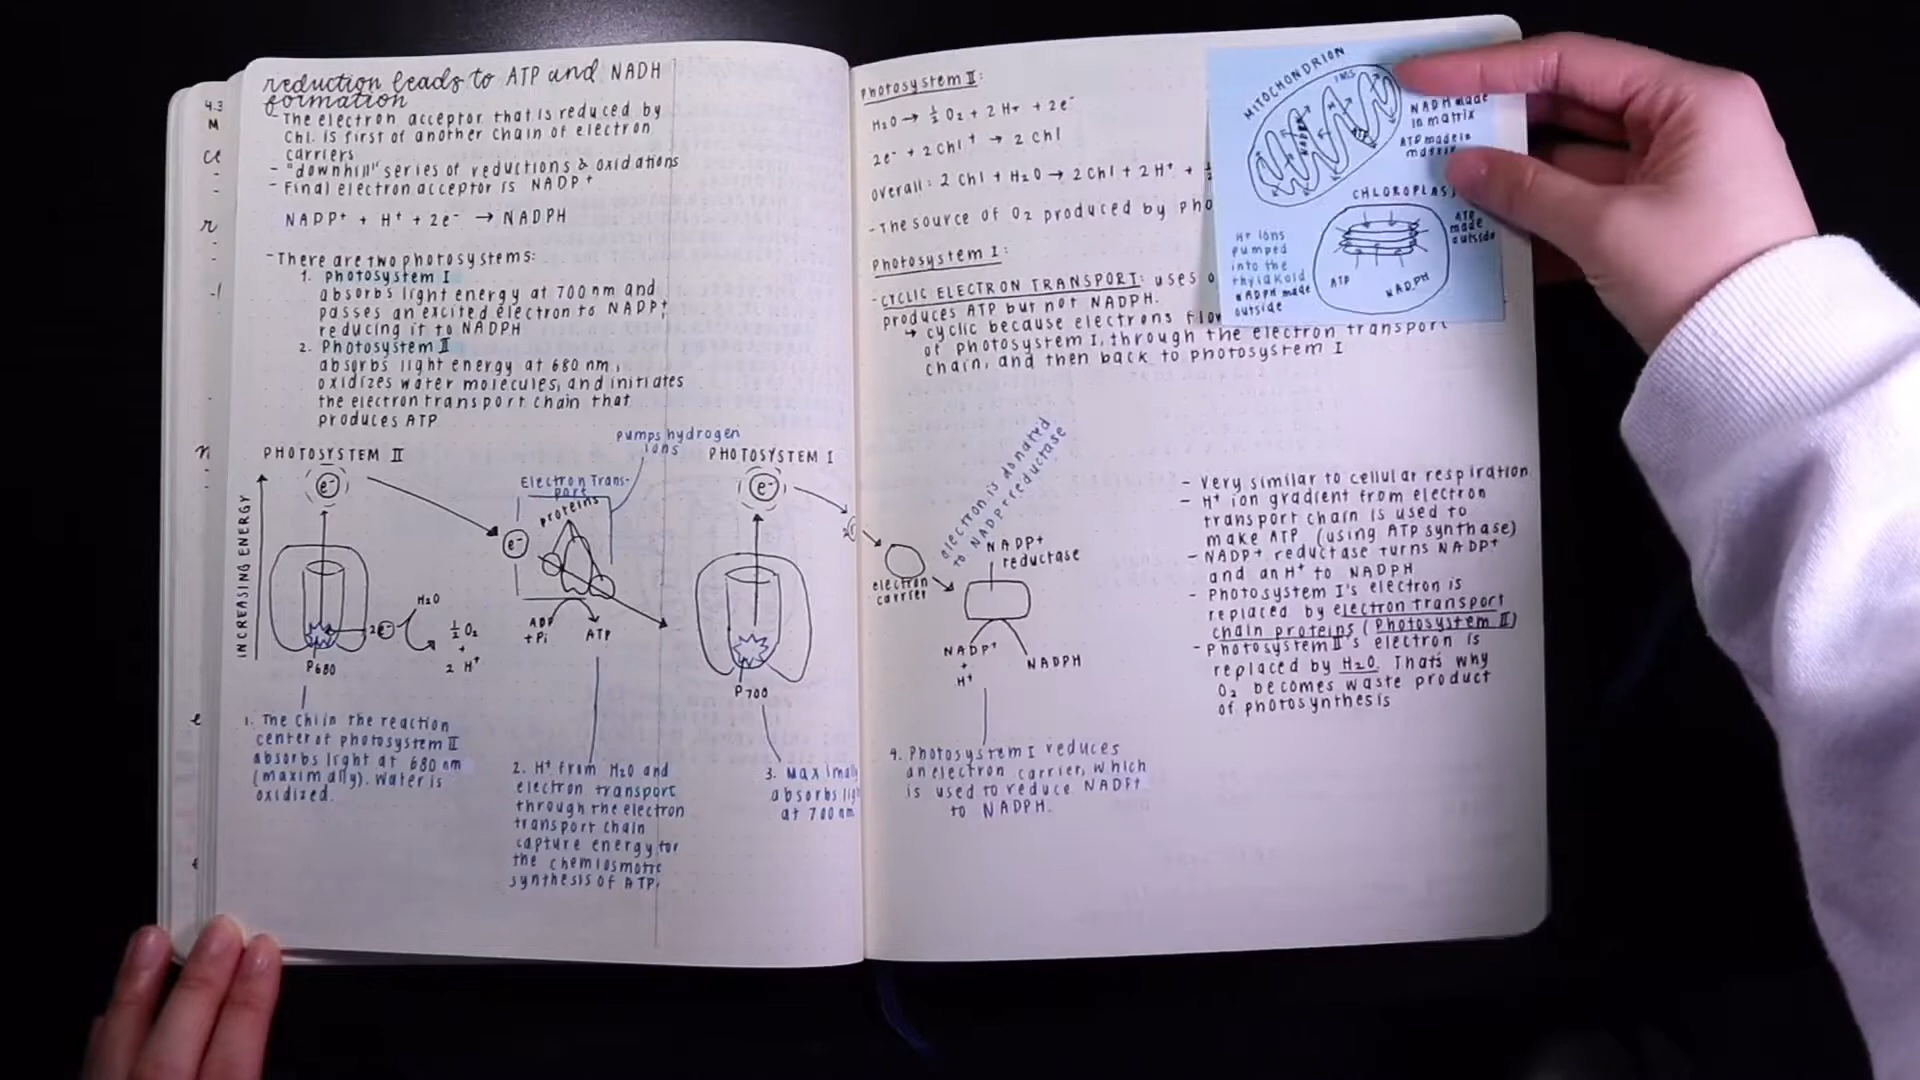 reduction leads to ATP and NADH
formation
- The electron acceptor that is reduced by
Chl. is first of another chain of electron
carriers
- "downhill" series of reductions & oxidations
- Final electron acceptor is NADP+
NADP+ + H+ + 2e- → NADPH
- There are two photosystems:
1. Photosystem I
absorbs light energy at 700 nm and
passes an excited electron to NADP+,
reducing it to NADPH
2. Photosystem II
absorbs light energy at 680 nm,
oxidizes water molecules, and initiates
the electron transport chain that
produces ATP
pumps hydrogen
ions
PHOTOSYSTEM II
PHOTOSYSTEM I
INCREASING ENERGY
e-
Electron Trans-
port
proteins
e-
e-
2e-
H2O
½ O2
+
2 H+
ADP
+Pi
ATP
P680
P700
1. The Chl in the reaction
center of photosystem II
absorbs light at 680 nm
(maximally). Water is
oxidized.
2. H+ from H2O and
electron transport
through the electron
transport chain
capture energy for
the chemiosmotic
synthesis of ATP.
3. Maximally
absorbs
at 700 nm
Photosystem II:
H2O → ½ O2 + 2 H+ + 2e-
2e- + 2 Chl+ → 2 Chl
Overall: 2 Chl + H2O → 2 Chl + 2 H+ +
- The source of O2 produced by
Photosystem I:
- CYCLIC ELECTRON TRANSPORT: uses
produces ATP but not NADPH.
↳ cyclic because electrons
of photosystem I, through the electron transport
chain, and then back to photosystem I
MITOCHONDRION
IMS
NADH made
in matrix
ATP made in
CHLOROPLAST
H+ ions
pumped
into the
thylakoid
NADPH made
outside
ATP
made
outside
ATP
NADPH
electron is donated
to NADP+ reductase
NADP+
reductase
electron
carrier
NADP+
+
H+
NADPH
4. Photosystem I reduces
an electron carrier, which
is used to reduce NADP+
to NADPH.
- Very similar to cellular respiration
- H+ ion gradient from electron
transport chain is used to
make ATP (using ATP synthase)
- NADP+ reductase turns NADP+
and an H+ to NADPH
- Photosystem I's electron is
replaced by electron transport
chain proteins (Photosystem II)
- Photosystem II's electron is
replaced by H2O. That's why
O2 becomes waste product
of photosynthesis